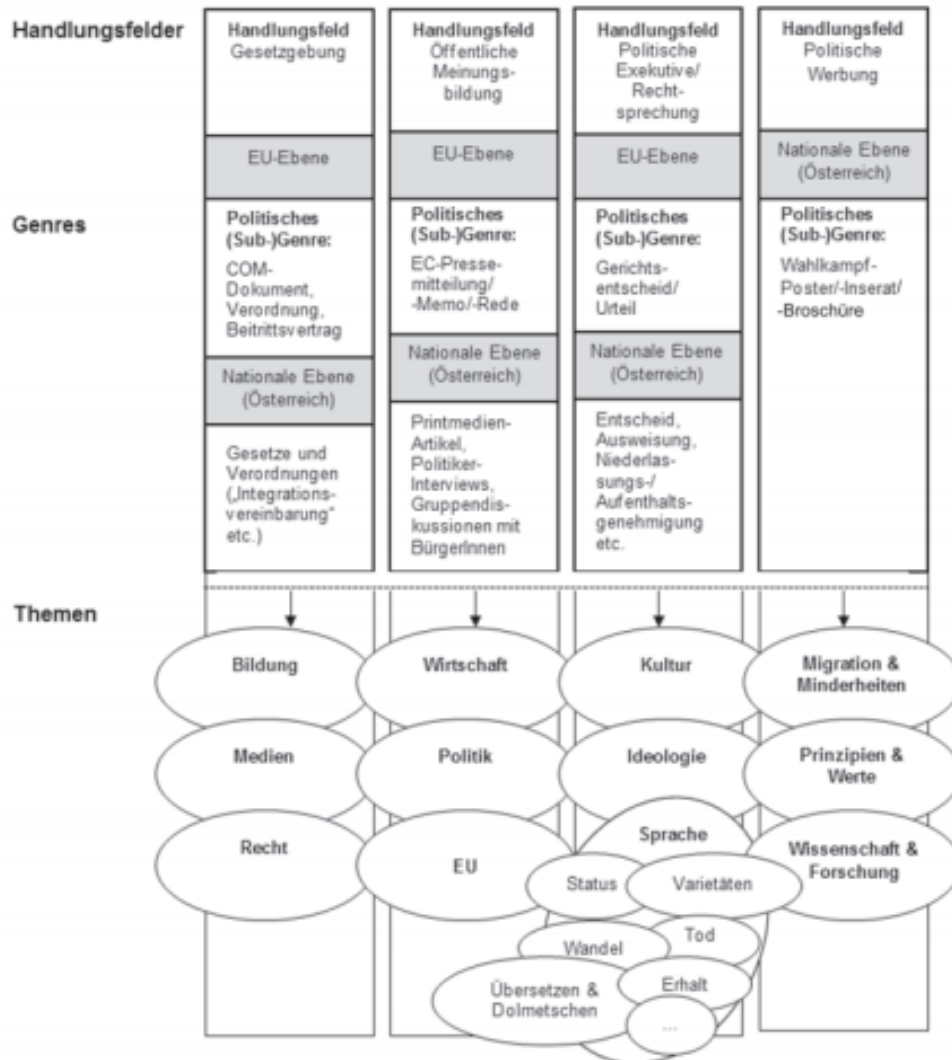 Handlungsfelder
Handlungsfeld
Gesetzgebung
Handlungsfeld
Öffentliche
Meinungs-
bildung
Handlungsfeld
Politische
Exekutive/
Recht-
sprechung
Handlungsfeld
Politische
Werbung
EU-Ebene
EU-Ebene
EU-Ebene
Nationale Ebene
(Österreich)
Genres
Politisches
(Sub-)Genre:
COM-
Dokument,
Verordnung,
Beitrittsvertrag
Politisches
(Sub-)Genre:
EC-Presse-
mitteilung/
-Memo/-Rede
Politisches
(Sub-)Genre:
Gerichts-
entscheid/
Urteil
Politisches
(Sub-)Genre:
Wahlkampf-
Poster/-Inserat/
-Broschüre
Nationale Ebene
(Österreich)
Nationale Ebene
(Österreich)
Nationale Ebene
(Österreich)
Gesetze und
Verordnungen
(„Integrations-
vereinbarung“
etc.)
Printmedien-
Artikel,
Politiker-
Interviews,
Gruppendis-
kussionen mit
BürgerInnen
Entscheid,
Ausweisung,
Niederlas-
sungs-/
Aufenthalts-
genehmigung
etc.
Themen
Bildung
Wirtschaft
Kultur
Migration &
Minderheiten
Medien
Politik
Ideologie
Prinzipien &
Werte
Recht
EU
Sprache
Wissenschaft &
Forschung
Status
Varietäten
Wandel
Tod
Übersetzen &
Dolmetschen
Erhalt
...